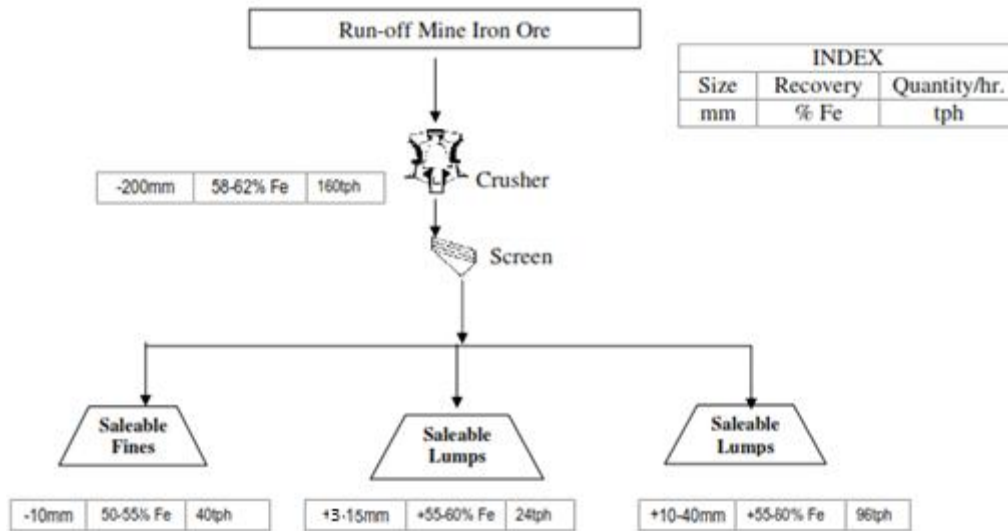 Run-off Mine Iron Ore
INDEX
Size Recovery Quantity/hr.
mm % Fe tph
-200mm 58-62% Fe 160tph
Crusher
Screen
Saleable
Fines
Saleable
Lumps
Saleable
Lumps
-10mm 50-55% Fe 40tph
+3-15mm +55-60% Fe 24tph
+10-40mm +55-60% Fe 96tph